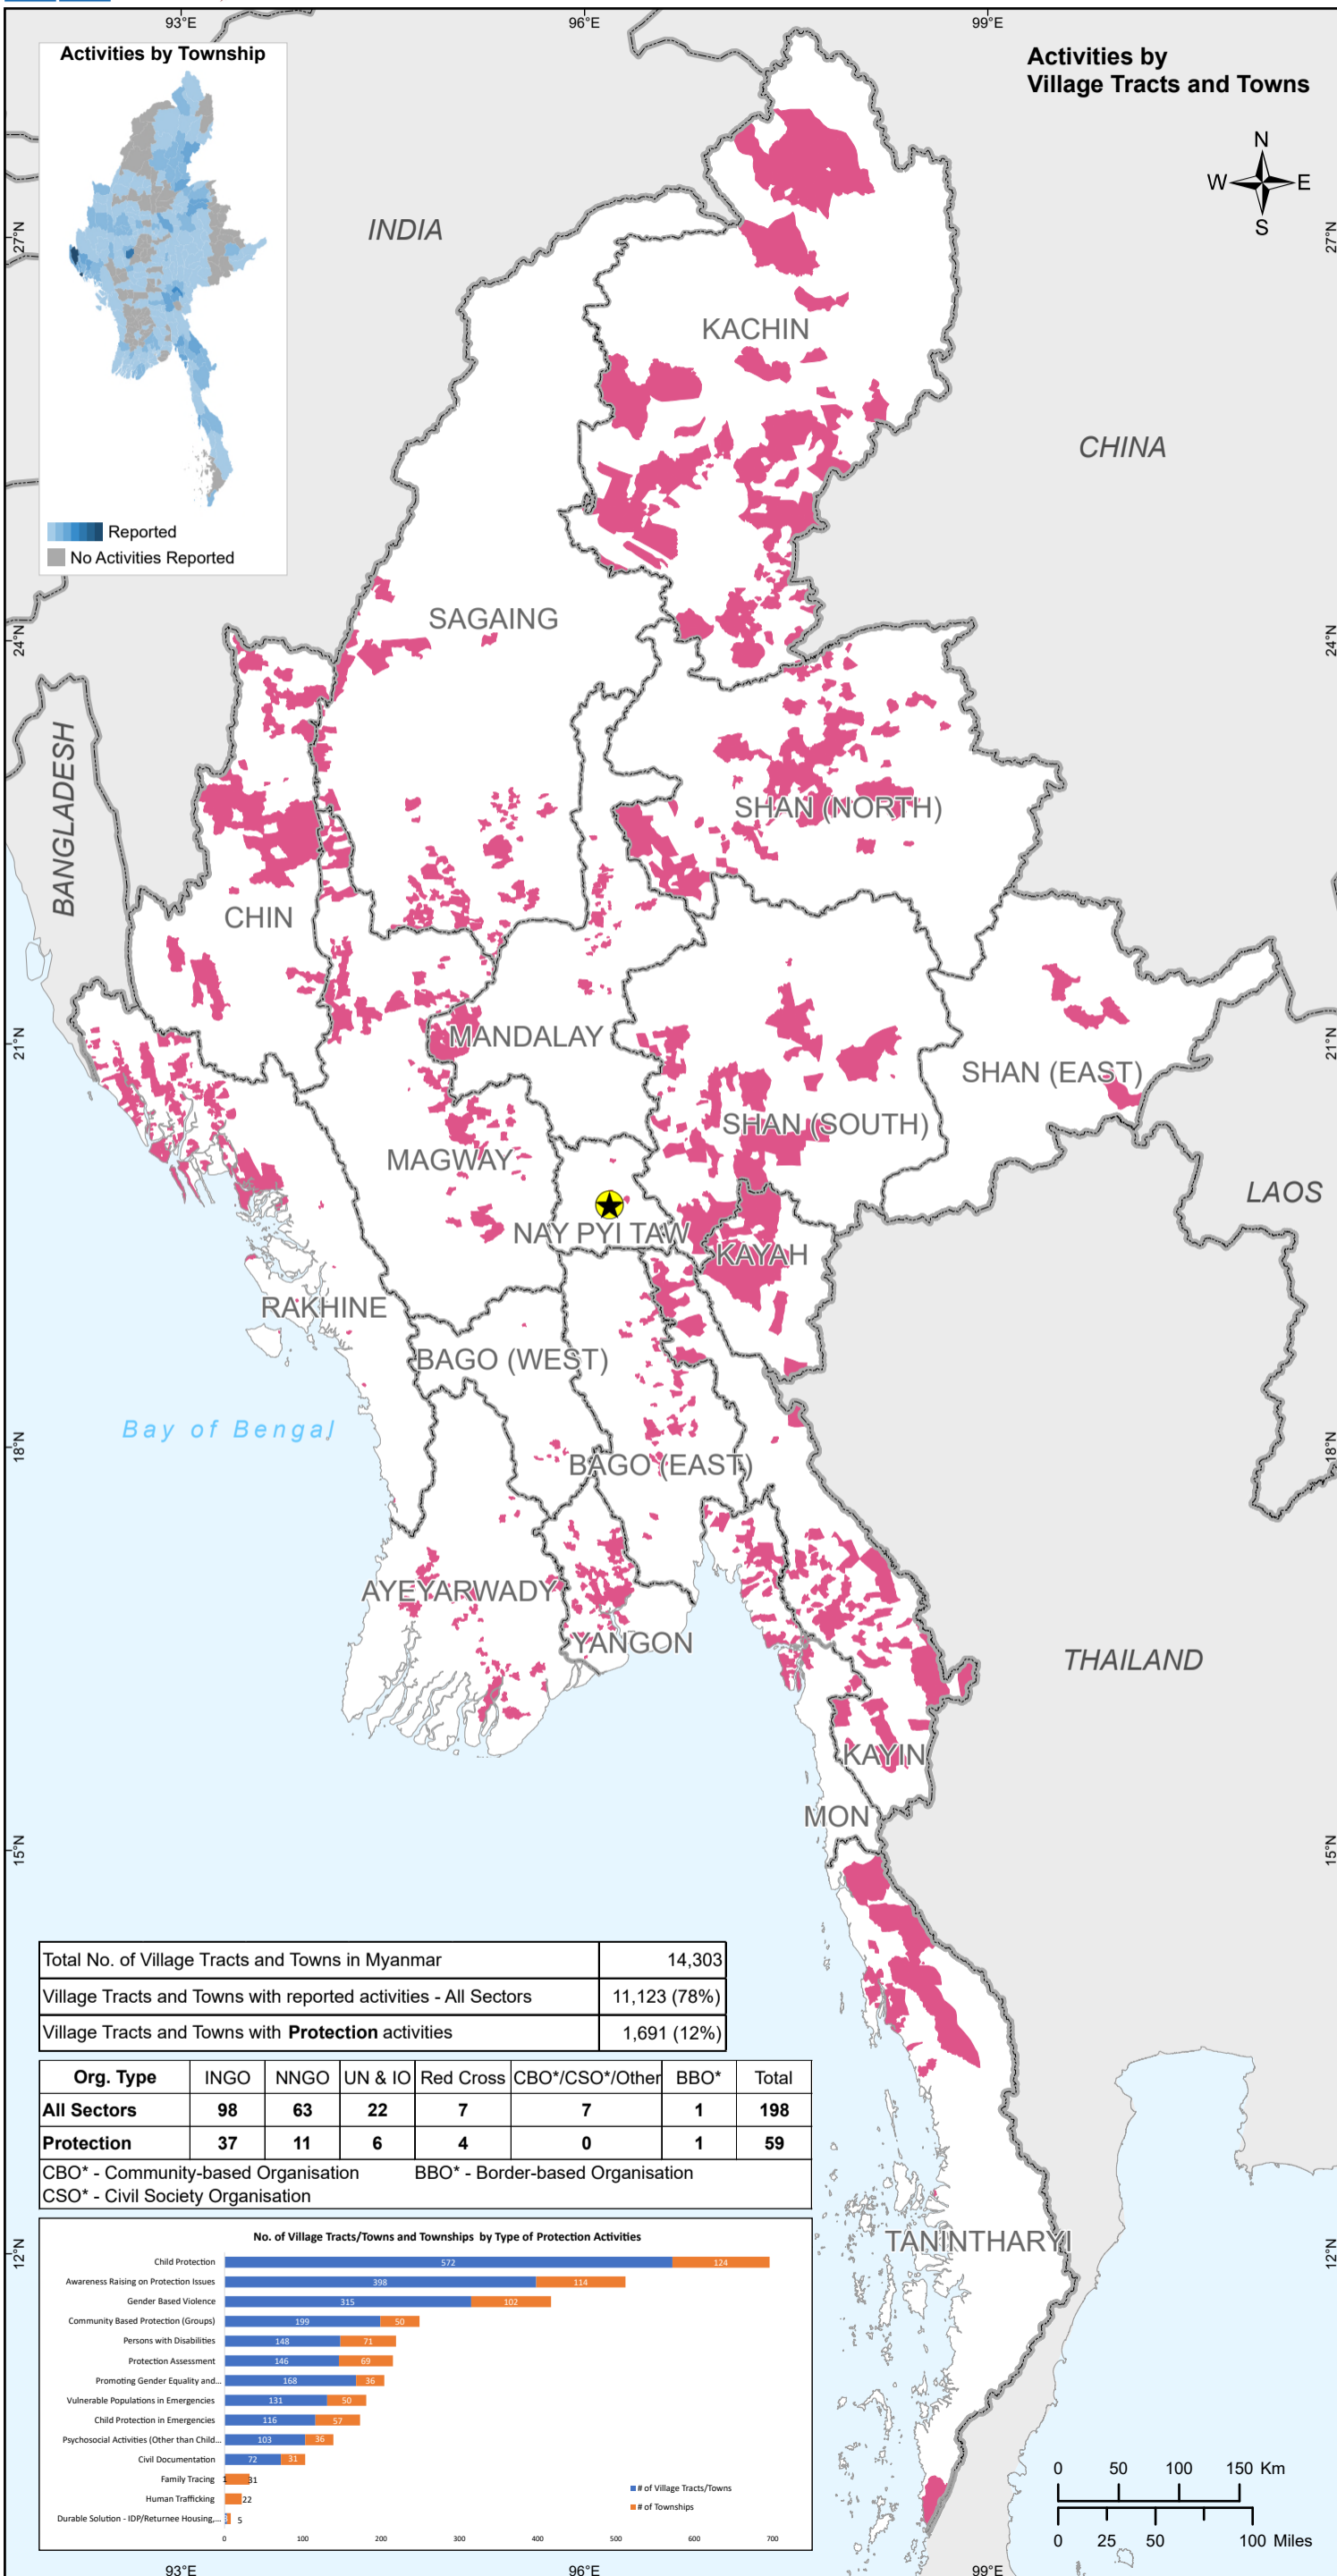 93°E
96°E
99°E
Activities by Township
Reported
No Activities Reported
Activities by
Village Tracts and Towns
N
W
E
S
27°N
27°N
24°N
24°N
21°N
21°N
18°N
18°N
15°N
15°N
12°N
12°N
INDIA
CHINA
BANGLADESH
LAOS
THAILAND
Bay of Bengal
KACHIN
SAGAING
SHAN (NORTH)
CHIN
MANDALAY
SHAN (EAST)
SHAN (SOUTH)
MAGWAY
NAY PYI TAW
KAYAH
RAKHINE
BAGO (WEST)
BAGO (EAST)
AYEYARWADY
YANGON
KAYIN
MON
TANINTHARYI
Total No. of Village Tracts and Towns in Myanmar 14,303
Village Tracts and Towns with reported activities - All Sectors 11,123 (78%)
Village Tracts and Towns with Protection activities 1,691 (12%)
Org. Type INGO NNGO UN & IO Red Cross CBO*/CSO*/Other BBO* Total
All Sectors 98 63 22 7 7 1 198
Protection 37 11 6 4 0 1 59
CBO* - Community-based Organisation BBO* - Border-based Organisation
CSO* - Civil Society Organisation
No. of Village Tracts/Towns and Townships by Type of Protection Activities
Child Protection 572 124
Awareness Raising on Protection Issues 398 114
Gender Based Violence 315 102
Community Based Protection (Groups) 199 50
Persons with Disabilities 148 71
Protection Assessment 146 69
Promoting Gender Equality and... 168 36
Vulnerable Populations in Emergencies 131 50
Child Protection in Emergencies 116 57
Psychosocial Activities (Other than Child... 103 36
Civil Documentation 72 31
Family Tracing 1 31
Human Trafficking 22
Durable Solution - IDP/Returnee Housing,... 5
# of Village Tracts/Towns
# of Townships
0 100 200 300 400 500 600 700
0 50 100 150 Km
0 25 50 100 Miles
93°E
96°E
99°E